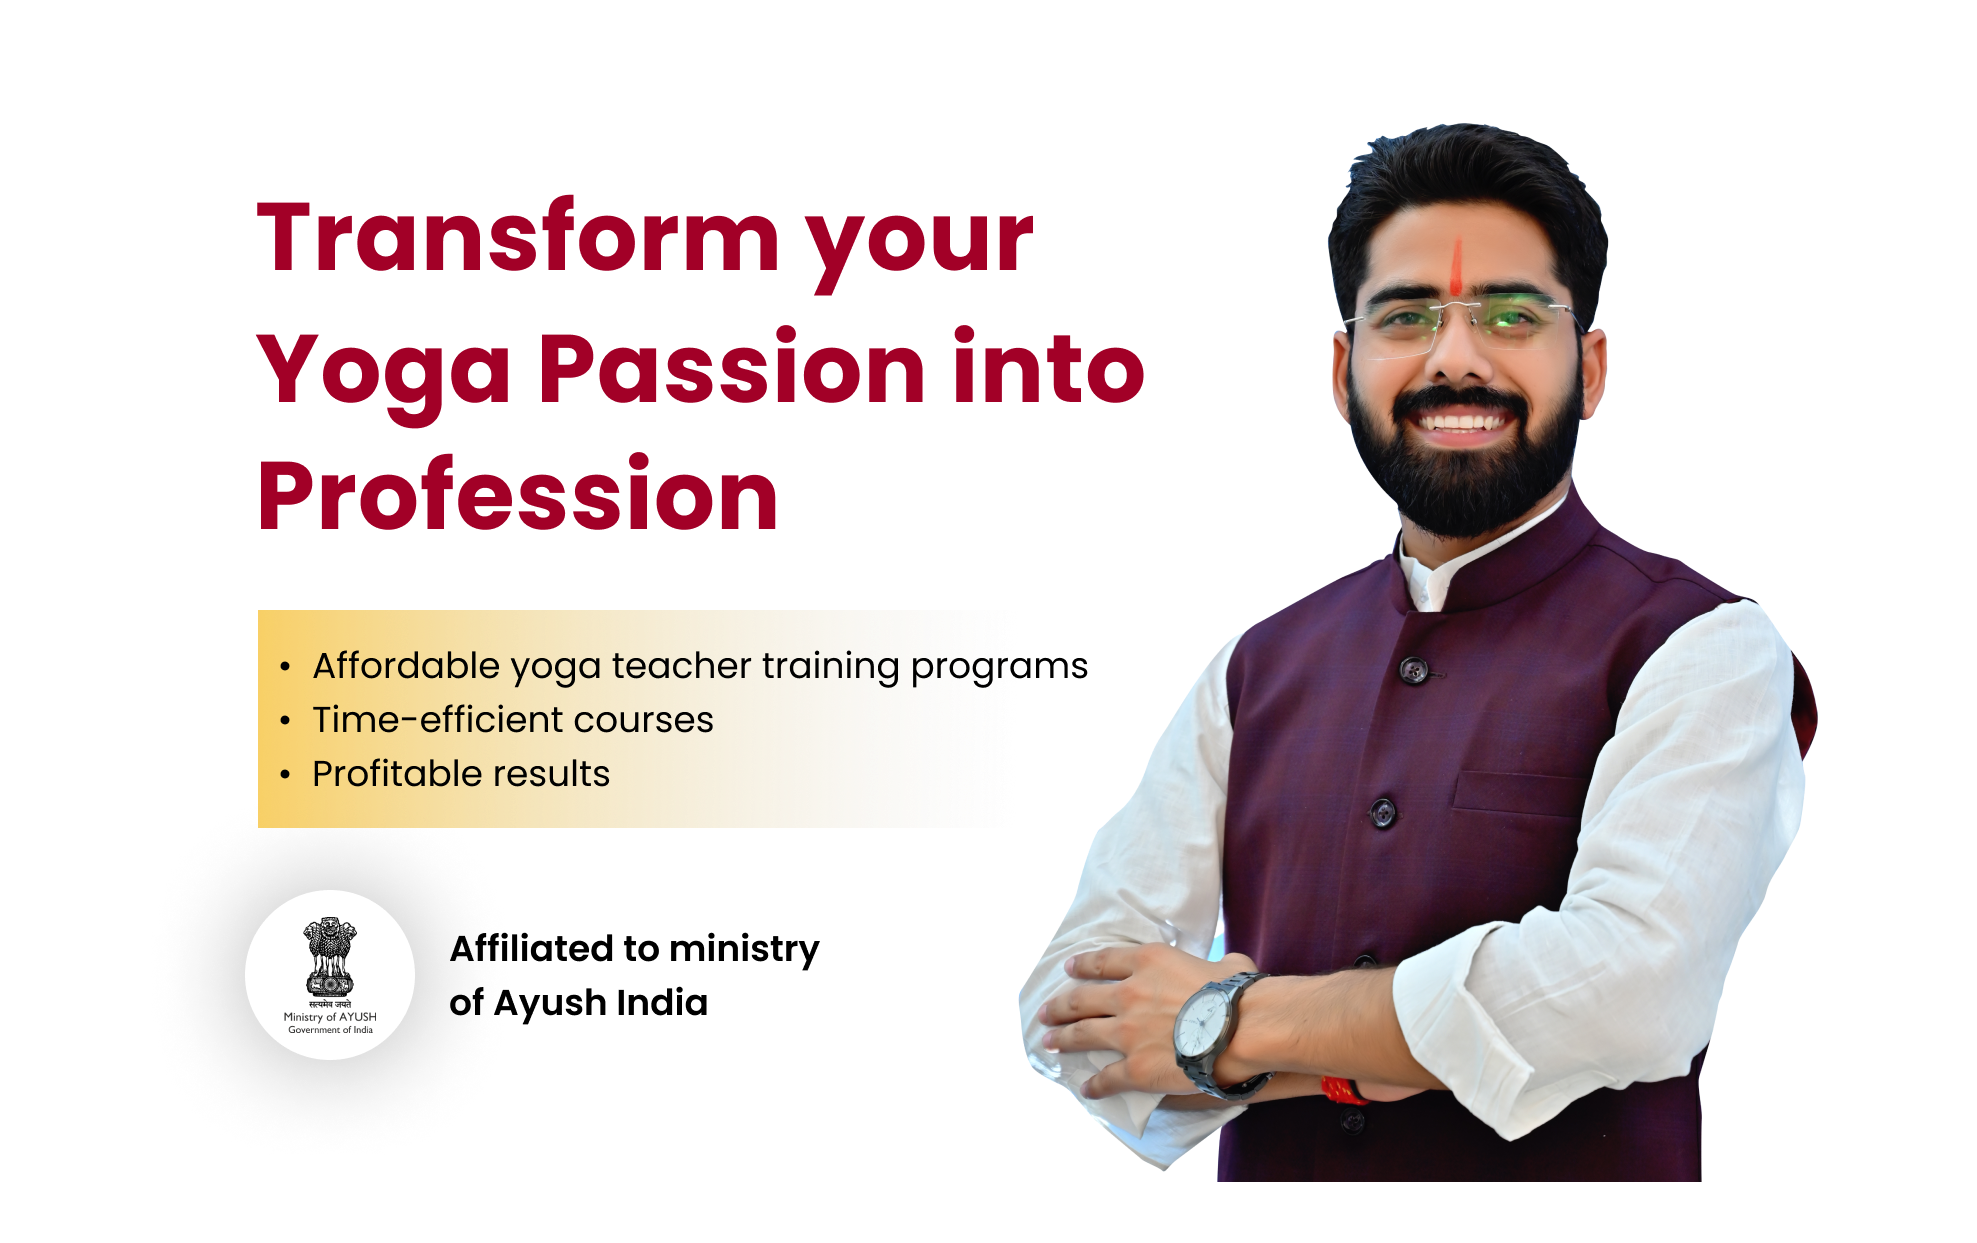 Transform your
Yoga Passion into
Profession
• Affordable yoga teacher training programs
• Time-efficient courses
• Profitable results
सत्यमेव जयते
Ministry of AYUSH
Government of India
Affiliated to ministry
of Ayush India